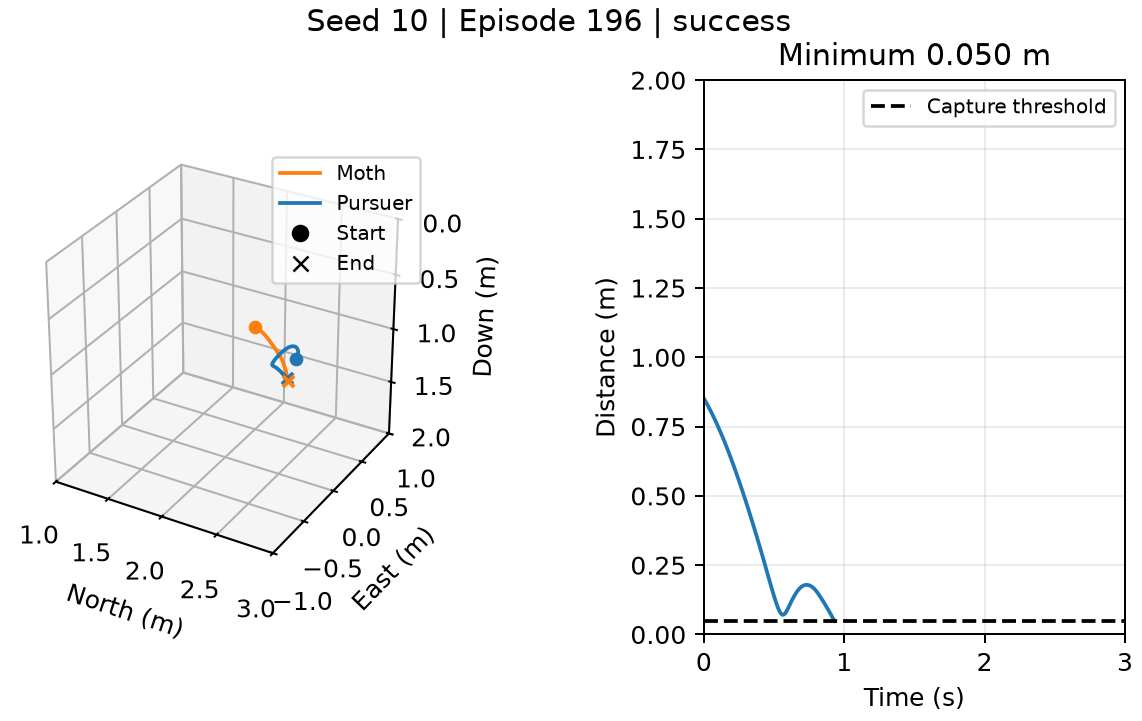 Seed 10 | Episode 196 | success
Moth
Pursuer
Start
End
0.0
0.5
1.0
1.5
2.0
Down (m)
1.0
1.5
2.0
2.5
3.0
North (m)
−1.0
−0.5
0.0
0.5
1.0
East (m)
Minimum 0.050 m
Capture threshold
2.00
1.75
1.50
1.25
1.00
0.75
0.50
0.25
0.00
Distance (m)
0 1 2 3
Time (s)